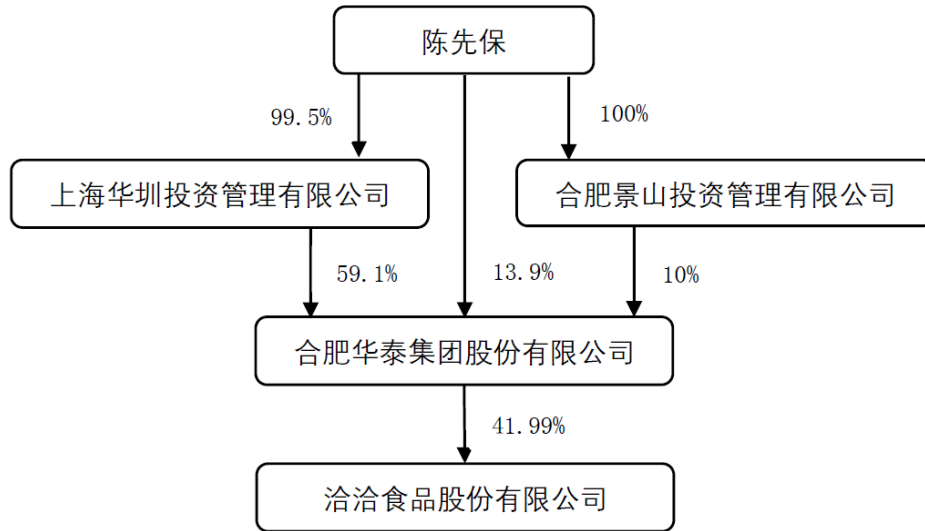 陈先保
99.5%
100%
上海华圳投资管理有限公司
合肥景山投资管理有限公司
59.1%
13.9%
10%
合肥华泰集团股份有限公司
41.99%
洽洽食品股份有限公司